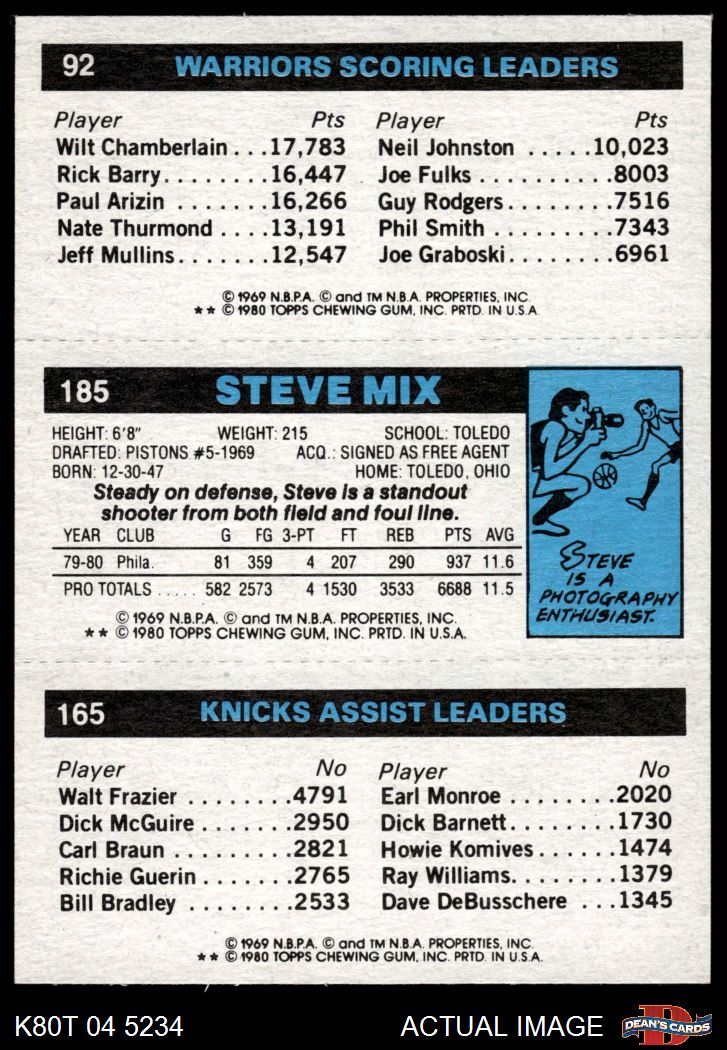 92 WARRIORS SCORING LEADERS
Player Pts Player Pts
Wilt Chamberlain . . .17,783 Neil Johnston . . . . .10,023
Rick Barry. . . . . . . .16,447 Joe Fulks . . . . . . . . . .8003
Paul Arizin . . . . . . .16,266 Guy Rodgers. . . . . . . .7516
Nate Thurmond . . . .13,191 Phil Smith . . . . . . . . .7343
Jeff Mullins. . . . . . .12,547 Joe Graboski. . . . . . . .6961
© 1969 N.B.P.A. © and TM N.B.A. PROPERTIES, INC.
★★ © 1980 TOPPS CHEWING GUM, INC. PRTD. IN U.S.A.
185 STEVE MIX
HEIGHT: 6'8" WEIGHT: 215 SCHOOL: TOLEDO
DRAFTED: PISTONS #5-1969 ACQ.: SIGNED AS FREE AGENT
BORN: 12-30-47 HOME: TOLEDO, OHIO
Steady on defense, Steve is a standout
shooter from both field and foul line.
YEAR CLUB G FG 3-PT FT REB PTS AVG
79-80 Phila. 81 359 4 207 290 937 11.6
PRO TOTALS . . . . . 582 2573 4 1530 3533 6688 11.5
© 1969 N.B.P.A. © and TM N.B.A. PROPERTIES, INC.
★★ © 1980 TOPPS CHEWING GUM, INC. PRTD. IN U.S.A.
STEVE
IS A
PHOTOGRAPHY
ENTHUSIAST.
165 KNICKS ASSIST LEADERS
Player No Player No
Walt Frazier . . . . . . . .4791 Earl Monroe . . . . . . . .2020
Dick McGuire . . . . . . .2950 Dick Barnett. . . . . . . .1730
Carl Braun . . . . . . . . .2821 Howie Komives . . . . . .1474
Richie Guerin . . . . . . .2765 Ray Williams. . . . . . . .1379
Bill Bradley . . . . . . . .2533 Dave DeBusschere . . .1345
© 1969 N.B.P.A. © and TM N.B.A. PROPERTIES, INC.
★★ © 1980 TOPPS CHEWING GUM, INC. PRTD. IN U.S.A.
K80T 04 5234 ACTUAL IMAGE D DEAN'S CARDS